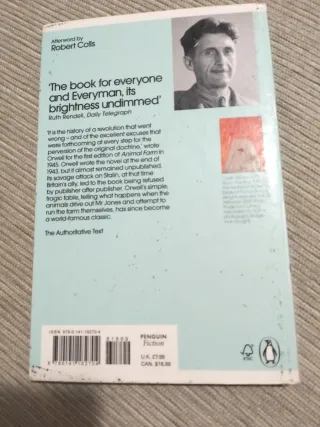 Afterword by
Robert Colls
'The book for everyone
and Everyman, its
brightness undimmed'
Ruth Rendell, Daily Telegraph
'It is the history of a revolution that went
wrong – and of the excellent excuses that
were forthcoming at every step for the
perversion of the original doctrine,' wrote
Orwell for the first edition of Animal Farm in
1945. Orwell wrote the novel at the end of
1943, but it almost remained unpublished.
Its savage attack on Stalin, at that time
Britain's ally, led to the book being refused
by publisher after publisher. Orwell's simple,
tragic fable, telling what happens when the
animals drive out Mr Jones and attempt to
run the farm themselves, has since become
a world-famous classic.
The Authoritative Text
PENGUIN
Fiction
U.K. £7.99
FSC